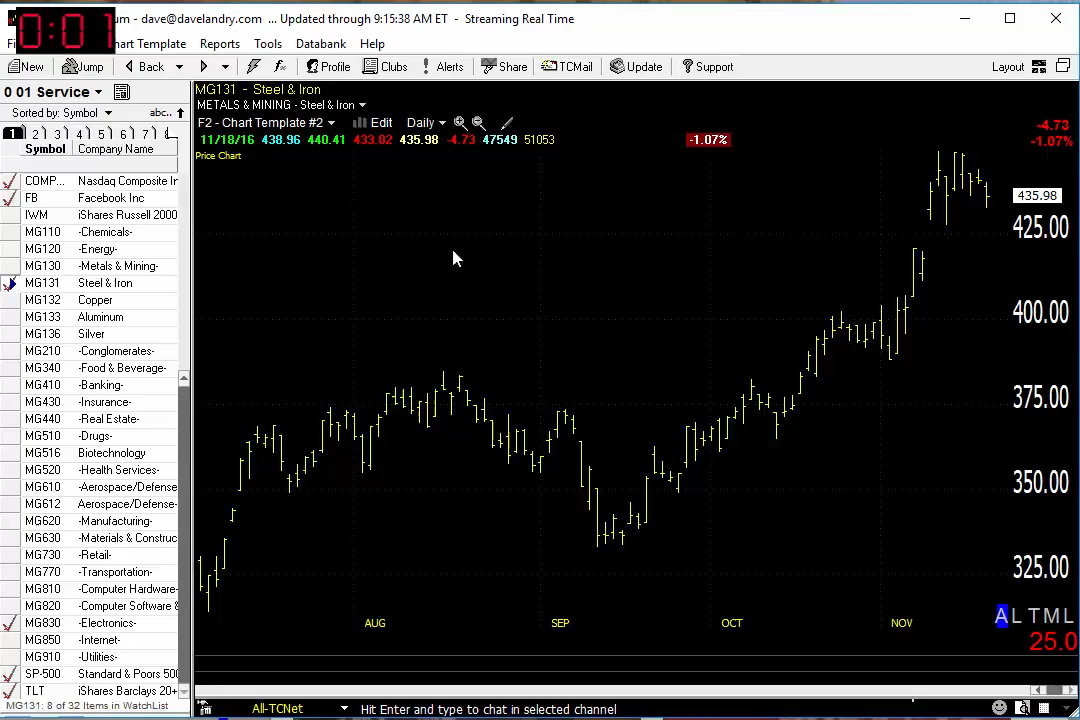 um - dave@davelandry.com ... Updated through 9:15:38 AM ET - Streaming Real Time
0:01
hart Template Reports Tools Databank Help
New Jump Back Profile Clubs Alerts Share TCMail Update Support Layout
0 01 Service
Sorted by: Symbol abc..
1 2 3 4 5 6 7
Symbol Company Name
COMP... Nasdaq Composite In
FB Facebook Inc
IWM iShares Russell 2000
MG110 -Chemicals-
MG120 -Energy-
MG130 -Metals & Mining-
MG131 Steel & Iron
MG132 Copper
MG133 Aluminum
MG136 Silver
MG210 -Conglomerates-
MG340 -Food & Beverage-
MG410 -Banking-
MG430 -Insurance-
MG440 -Real Estate-
MG510 -Drugs-
MG516 Biotechnology
MG520 -Health Services-
MG610 -Aerospace/Defense
MG612 Aerospace/Defense-
MG620 -Manufacturing-
MG630 -Materials & Construc
MG730 -Retail-
MG770 -Transportation-
MG810 -Computer Hardware-
MG820 -Computer Software &
MG830 -Electronics-
MG850 -Internet-
MG910 -Utilities-
SP-500 Standard & Poors 500
TLT iShares Barclays 20+
MG131: 8 of 32 Items in WatchList
MG131 - Steel & Iron
METALS & MINING - Steel & Iron
F2 - Chart Template #2 Edit Daily
11/18/16 438.96 440.41 433.02 435.98 -4.73 47549 51053 -1.07%
Price Chart
-4.73
-1.07%
435.98
425.00
400.00
375.00
350.00
325.00
AUG SEP OCT NOV
A L T M L
25.0
All-TCNet Hit Enter and type to chat in selected channel